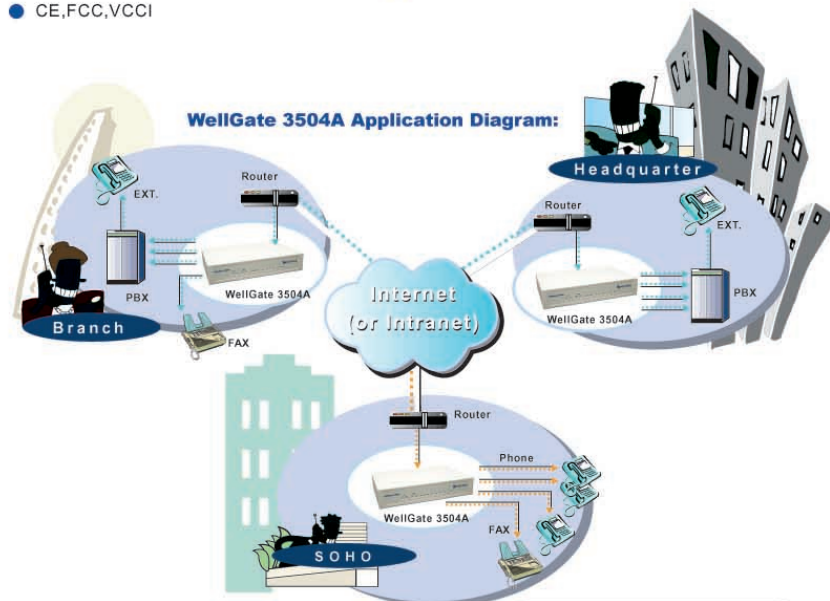 CE,FCC,VCCI
WellGate 3504A Application Diagram:
Headquarter
Router
EXT.
PBX
WellGate 3504A
Router
EXT.
PBX
WellGate 3504A
Branch
FAX
Internet
(or Intranet)
Router
Phone
WellGate 3504A
FAX
SOHO